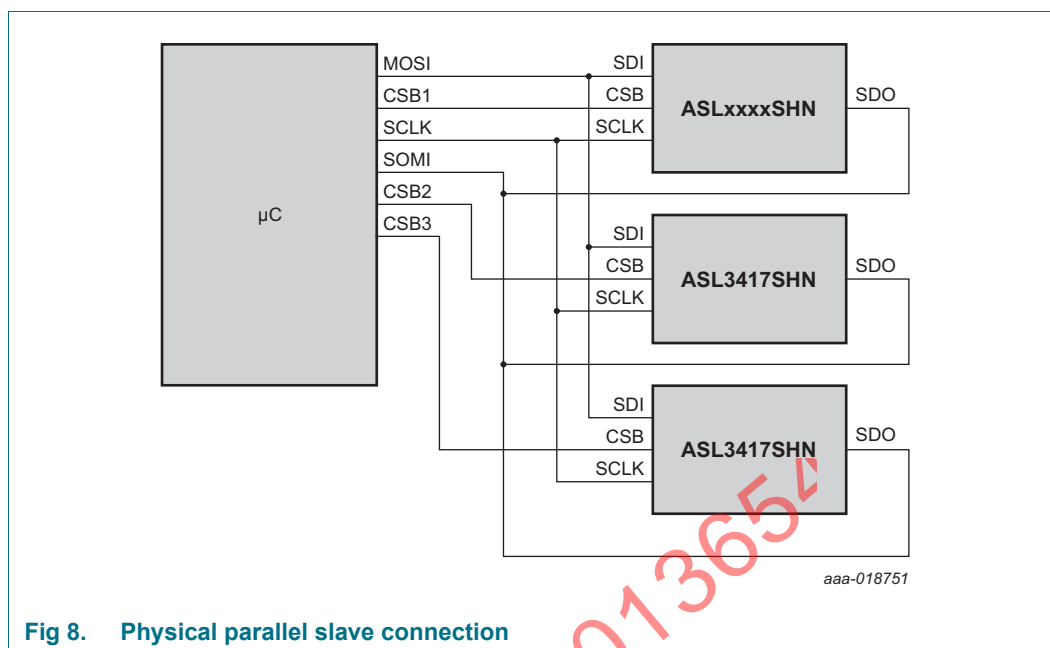 MOSI
CSB1
SCLK
SOMI
CSB2
CSB3
µC
SDI
CSB
SCLK
ASLxxxxSHN
SDO
SDI
CSB
SCLK
ASL3417SHN
SDO
SDI
CSB
SCLK
ASL3417SHN
SDO
aaa-018751
Fig 8. Physical parallel slave connection